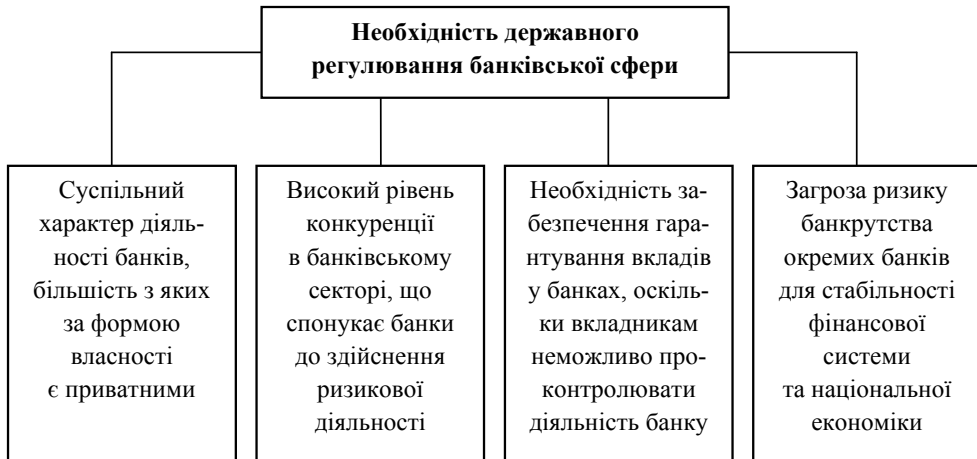 Необхідність державного
регулювання банківської сфери
Суспільний
характер діяль-
ності банків,
більшість з яких
за формою
власності
є приватними
Високий рівень
конкуренції
в банківському
секторі, що
спонукає банки
до здійснення
ризикової
діяльності
Необхідність за-
безпечення гара-
нтування вкладів
у банках, оскіль-
ки вкладникам
неможливо про-
контролювати
діяльність банку
Загроза ризику
банкрутства
окремих банків
для стабільності
фінансової
системи
та національної
економіки